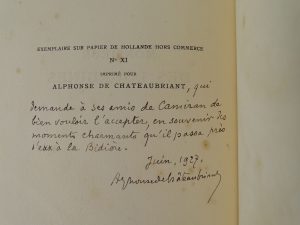 EXEMPLAIRE SUR PAPIER DE HOLLANDE HORS COMMERCE
N° XI
IMPRIMÉ POUR
ALPHONSE DE CHATEAUBRIANT, qui
demande à ses amis de Canviran de
bien vouloir l'accepter, en souvenir des
moments charmants qu'il passa près
d'eux à la Bédière.
Juin, 1927.
Alphonse de Châteaubriant